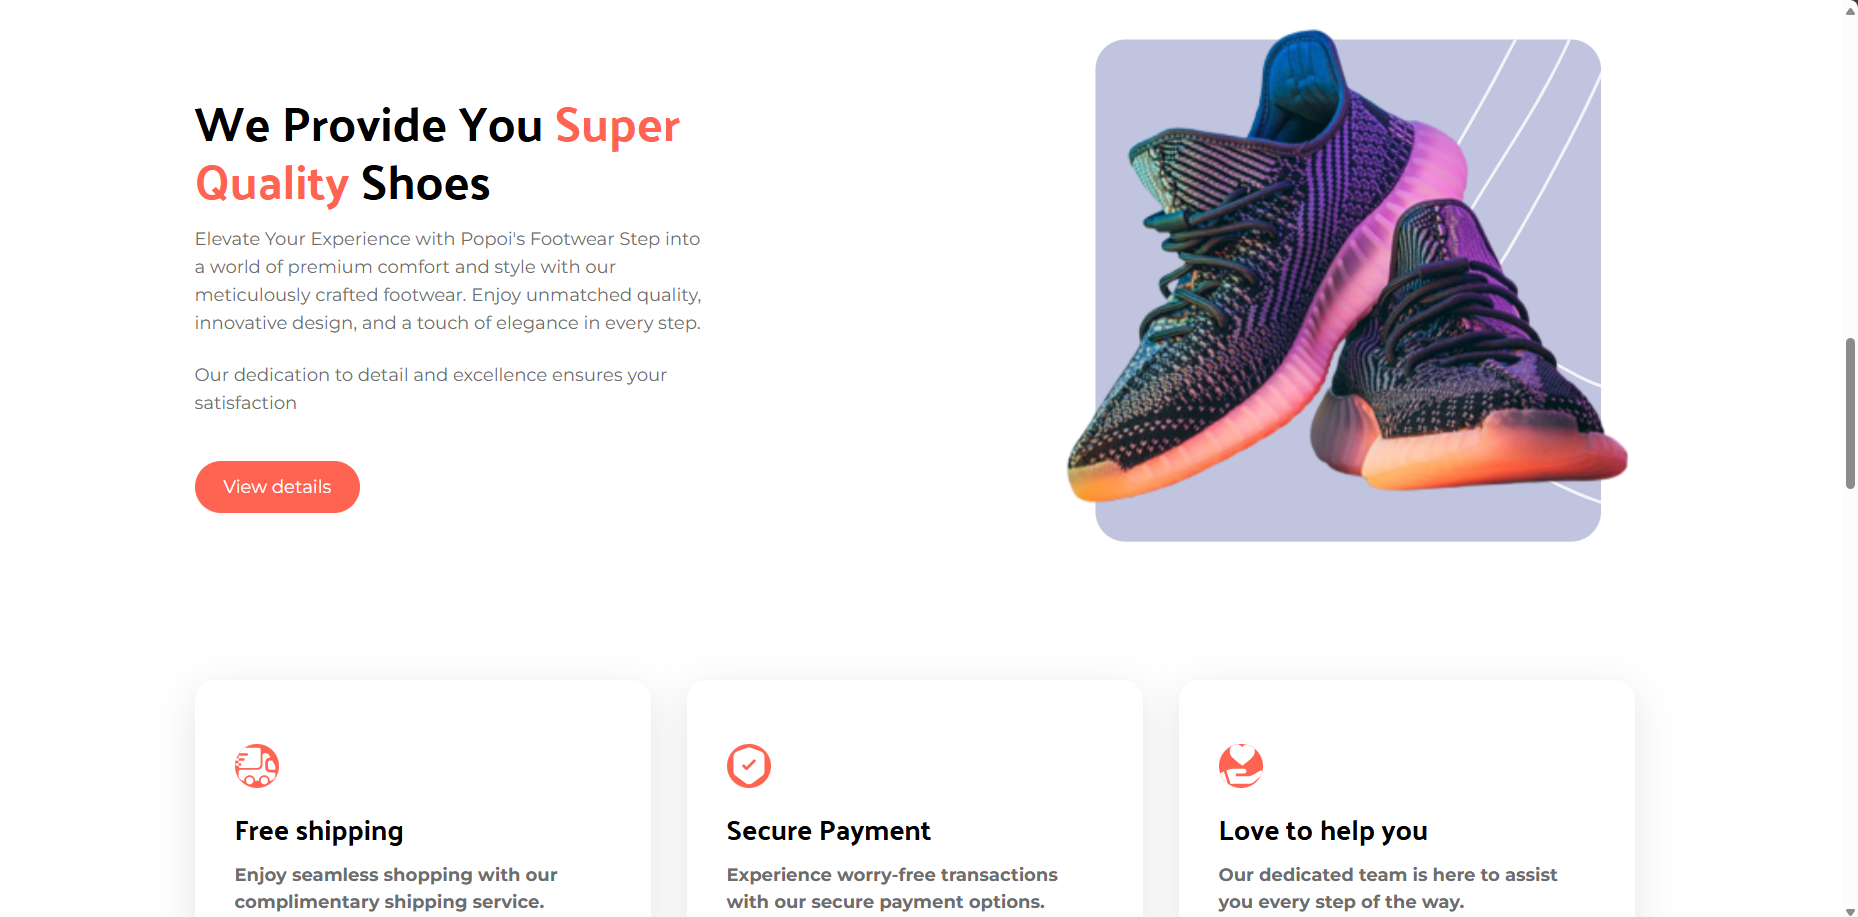 We Provide You Super
Quality Shoes
Elevate Your Experience with Popoi's Footwear Step into
a world of premium comfort and style with our
meticulously crafted footwear. Enjoy unmatched quality,
innovative design, and a touch of elegance in every step.
Our dedication to detail and excellence ensures your
satisfaction
View details
Free shipping
Enjoy seamless shopping with our
complimentary shipping service.
Secure Payment
Experience worry-free transactions
with our secure payment options.
Love to help you
Our dedicated team is here to assist
you every step of the way.